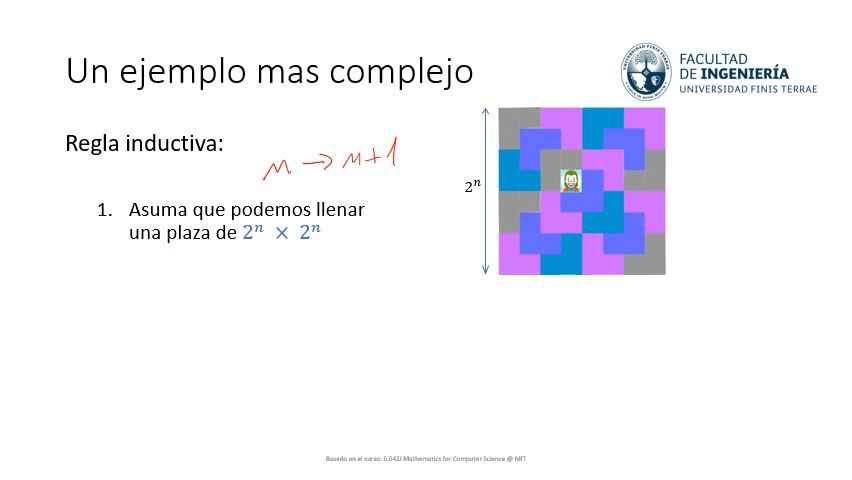 Un ejemplo mas complejo
FACULTAD
DE INGENIERÍA
UNIVERSIDAD FINIS TERRAE
Regla inductiva:
n → n+1
1. Asuma que podemos llenar
una plaza de 2ⁿ × 2ⁿ
2ⁿ
Basado en el curso: 6.042J Mathematics for Computer Science @ MIT